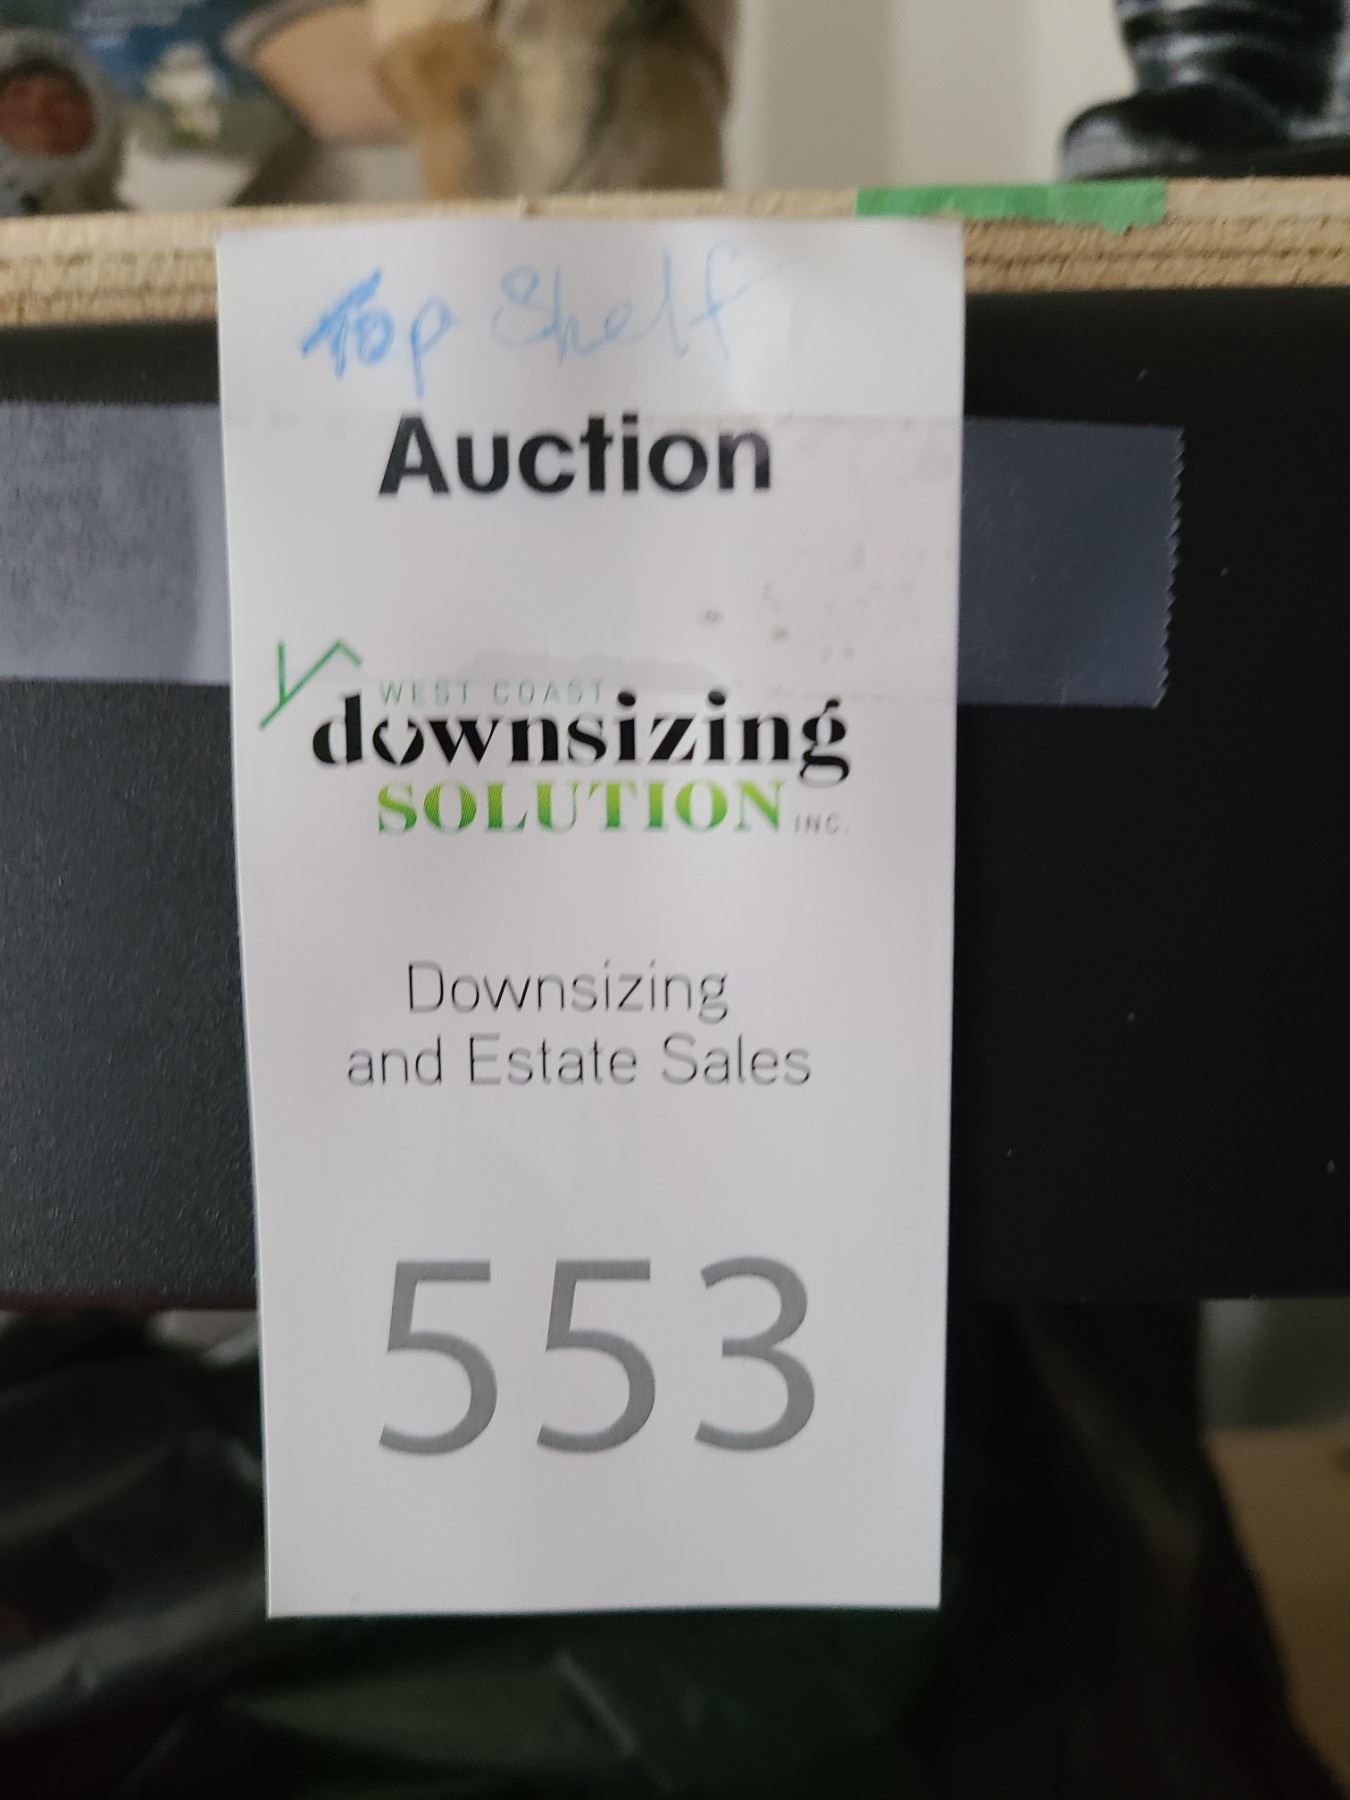 Top Shelf
Auction
WEST COAST
downsizing
SOLUTION INC.
Downsizing
and Estate Sales
553